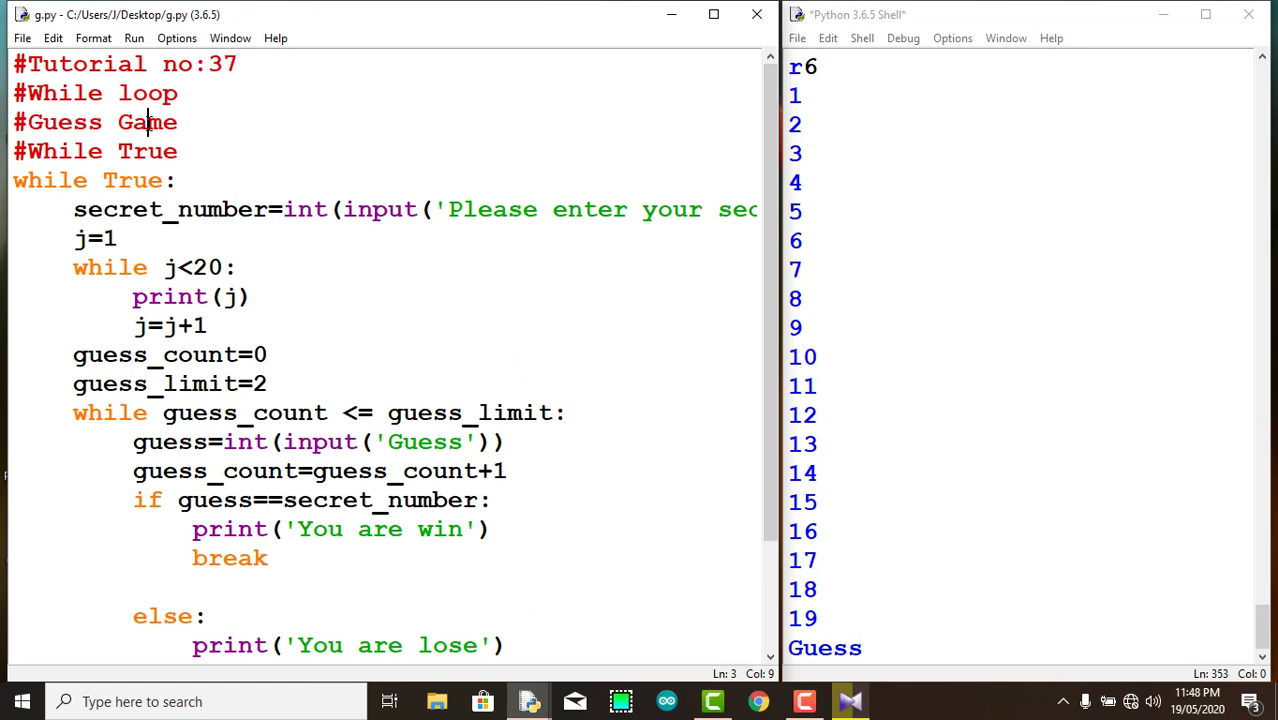 g.py - C:/Users/J/Desktop/g.py (3.6.5)
File Edit Format Run Options Window Help
#Tutorial no:37
#While loop
#Guess Game
#While True
while True:
    secret_number=int(input('Please enter your sec
    j=1
    while j<20:
        print(j)
        j=j+1
    guess_count=0
    guess_limit=2
    while guess_count <= guess_limit:
        guess=int(input('Guess'))
        guess_count=guess_count+1
        if guess==secret_number:
            print('You are win')
            break
        else:
            print('You are lose')
Ln: 3 Col: 9
*Python 3.6.5 Shell*
File Edit Shell Debug Options Window Help
r6
1
2
3
4
5
6
7
8
9
10
11
12
13
14
15
16
17
18
19
Guess
Ln: 353 Col: 0
Type here to search
11:48 PM
19/05/2020
3